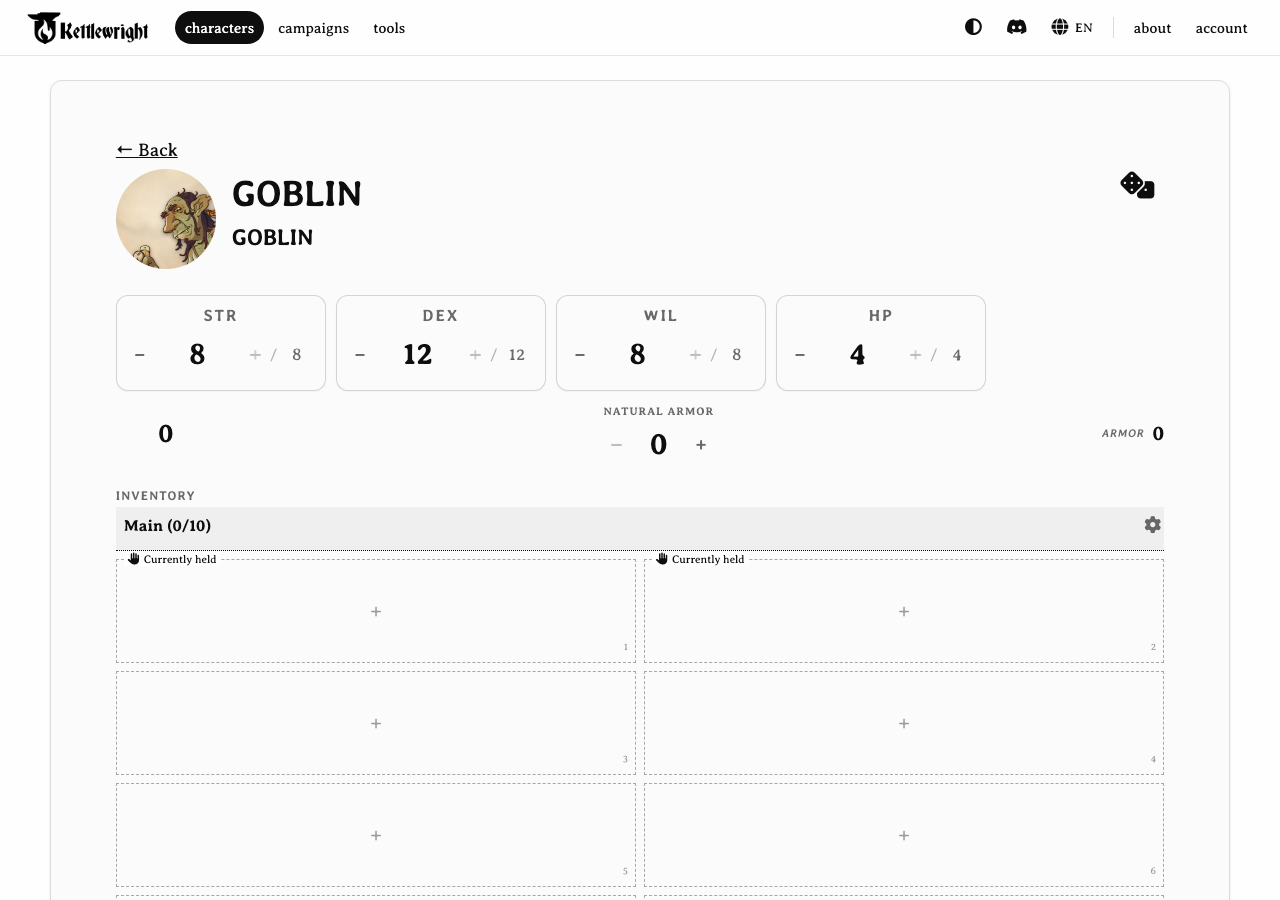 Kettlewright
characters
campaigns
tools
EN
about
account
← Back
GOBLIN
GOBLIN
STR
− 8 + / 8
DEX
− 12 + / 12
WIL
− 8 + / 8
HP
− 4 + / 4
0
NATURAL ARMOR
− 0 +
ARMOR 0
INVENTORY
Main (0/10)
Currently held
+
1
Currently held
+
2
+
3
+
4
+
5
+
6